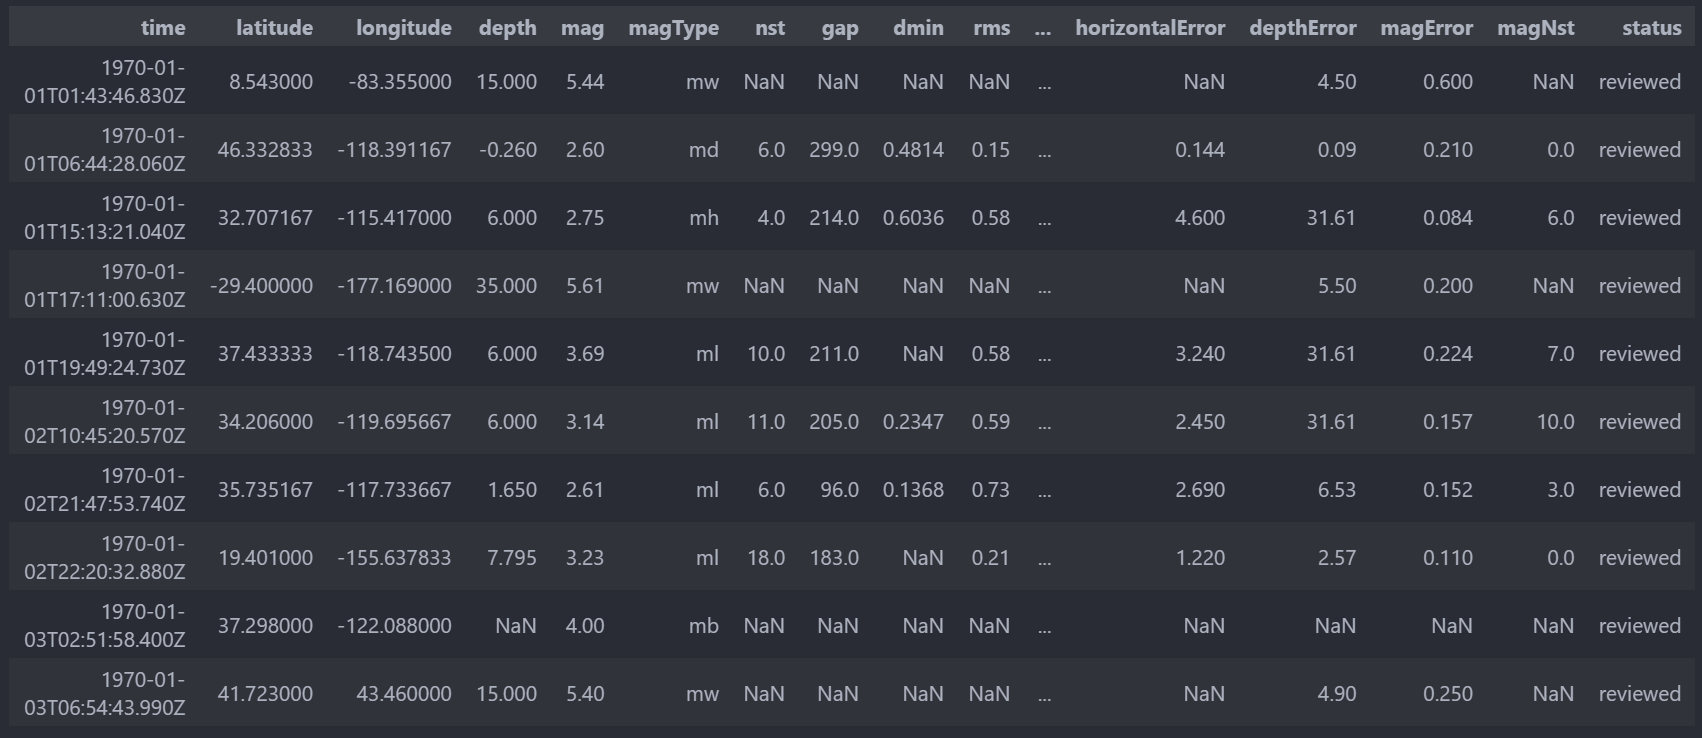 time latitude longitude depth mag magType nst gap dmin rms ... horizontalError depthError magError magNst status
1970-01-
01T01:43:46.830Z 8.543000 -83.355000 15.000 5.44 mw NaN NaN NaN NaN ... NaN 4.50 0.600 NaN reviewed
1970-01-
01T06:44:28.060Z 46.332833 -118.391167 -0.260 2.60 md 6.0 299.0 0.4814 0.15 ... 0.144 0.09 0.210 0.0 reviewed
1970-01-
01T15:13:21.040Z 32.707167 -115.417000 6.000 2.75 mh 4.0 214.0 0.6036 0.58 ... 4.600 31.61 0.084 6.0 reviewed
1970-01-
01T17:11:00.630Z -29.400000 -177.169000 35.000 5.61 mw NaN NaN NaN NaN ... NaN 5.50 0.200 NaN reviewed
1970-01-
01T19:49:24.730Z 37.433333 -118.743500 6.000 3.69 ml 10.0 211.0 NaN 0.58 ... 3.240 31.61 0.224 7.0 reviewed
1970-01-
02T10:45:20.570Z 34.206000 -119.695667 6.000 3.14 ml 11.0 205.0 0.2347 0.59 ... 2.450 31.61 0.157 10.0 reviewed
1970-01-
02T21:47:53.740Z 35.735167 -117.733667 1.650 2.61 ml 6.0 96.0 0.1368 0.73 ... 2.690 6.53 0.152 3.0 reviewed
1970-01-
02T22:20:32.880Z 19.401000 -155.637833 7.795 3.23 ml 18.0 183.0 NaN 0.21 ... 1.220 2.57 0.110 0.0 reviewed
1970-01-
03T02:51:58.400Z 37.298000 -122.088000 NaN 4.00 mb NaN NaN NaN NaN ... NaN NaN NaN NaN reviewed
1970-01-
03T06:54:43.990Z 41.723000 43.460000 15.000 5.40 mw NaN NaN NaN NaN ... NaN 4.90 0.250 NaN reviewed